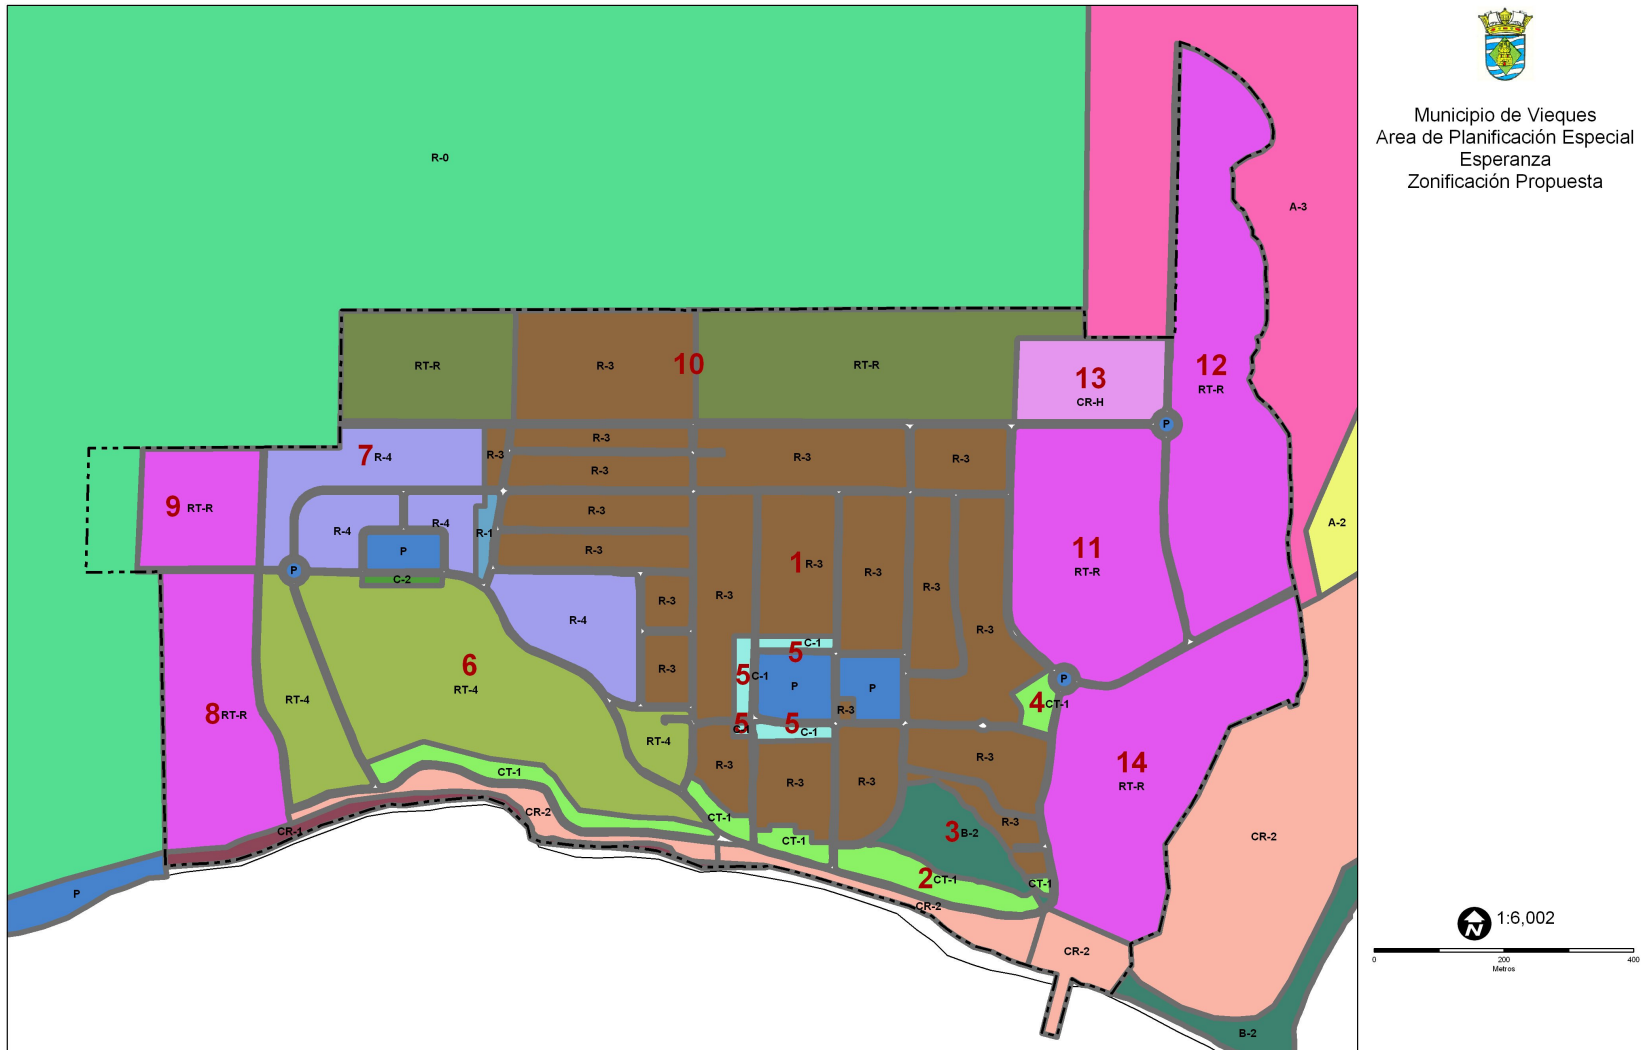 Municipio de Vieques
Area de Planificación Especial
Esperanza
Zonificación Propuesta
R-0
A-3
RT-R
R-3
10
RT-R
13
CR-H
12
RT-R
P
R-3
7
R-4
R-3
R-3
R-3
R-3
9
RT-R
R-3
A-2
R-4
R-4
R-1
P
R-3
11
RT-R
1
R-3
R-3
P
C-2
R-3
R-3
R-3
R-4
R-3
R-3
C-1
5
6
RT-4
R-3
5
C-1
P
P
P
RT-4
4
CT-1
R-3
8
RT-R
5
C-1
5
C-1
RT-4
R-3
R-3
R-3
R-3
14
RT-R
CT-1
CR-2
CT-1
R-3
CR-1
3
B-2
CT-1
CR-2
2
CT-1
CT-1
P
CR-2
CR-2
B-2
N
1:6,002
0 200 400
Metros